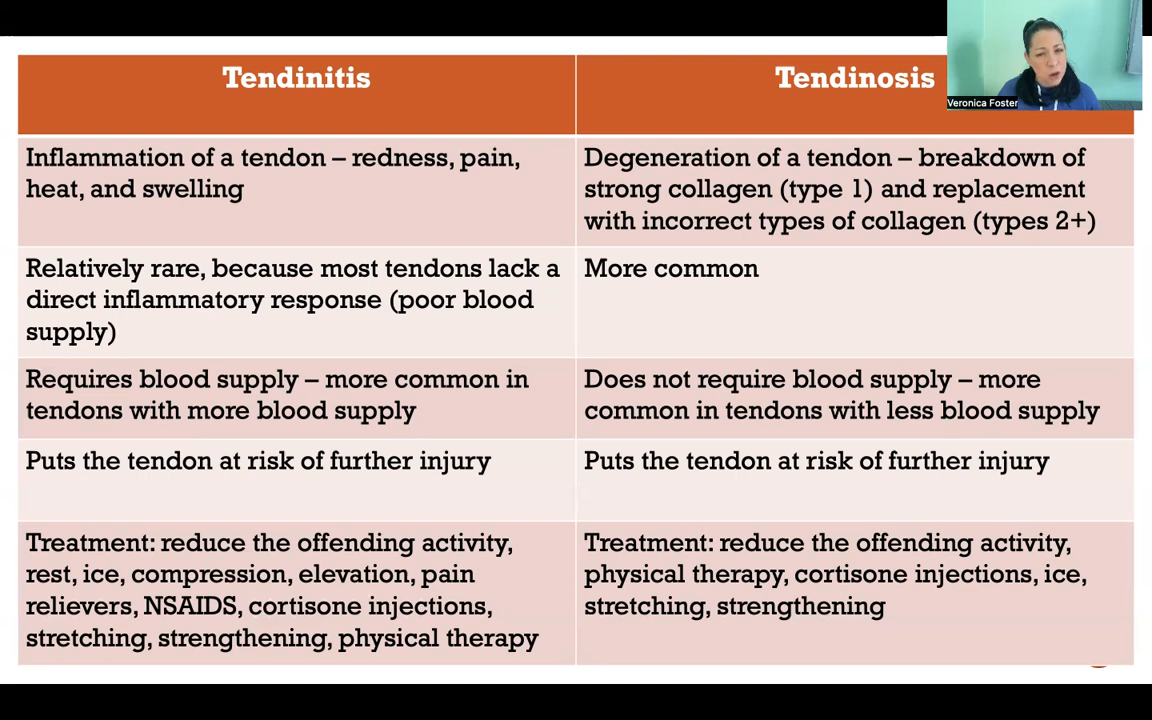 Tendinitis
Tendinosis
Veronica Foster
Inflammation of a tendon – redness, pain,
heat, and swelling
Degeneration of a tendon – breakdown of
strong collagen (type 1) and replacement
with incorrect types of collagen (types 2+)
Relatively rare, because most tendons lack a
direct inflammatory response (poor blood
supply)
More common
Requires blood supply – more common in
tendons with more blood supply
Does not require blood supply – more
common in tendons with less blood supply
Puts the tendon at risk of further injury
Puts the tendon at risk of further injury
Treatment: reduce the offending activity,
rest, ice, compression, elevation, pain
relievers, NSAIDS, cortisone injections,
stretching, strengthening, physical therapy
Treatment: reduce the offending activity,
physical therapy, cortisone injections, ice,
stretching, strengthening